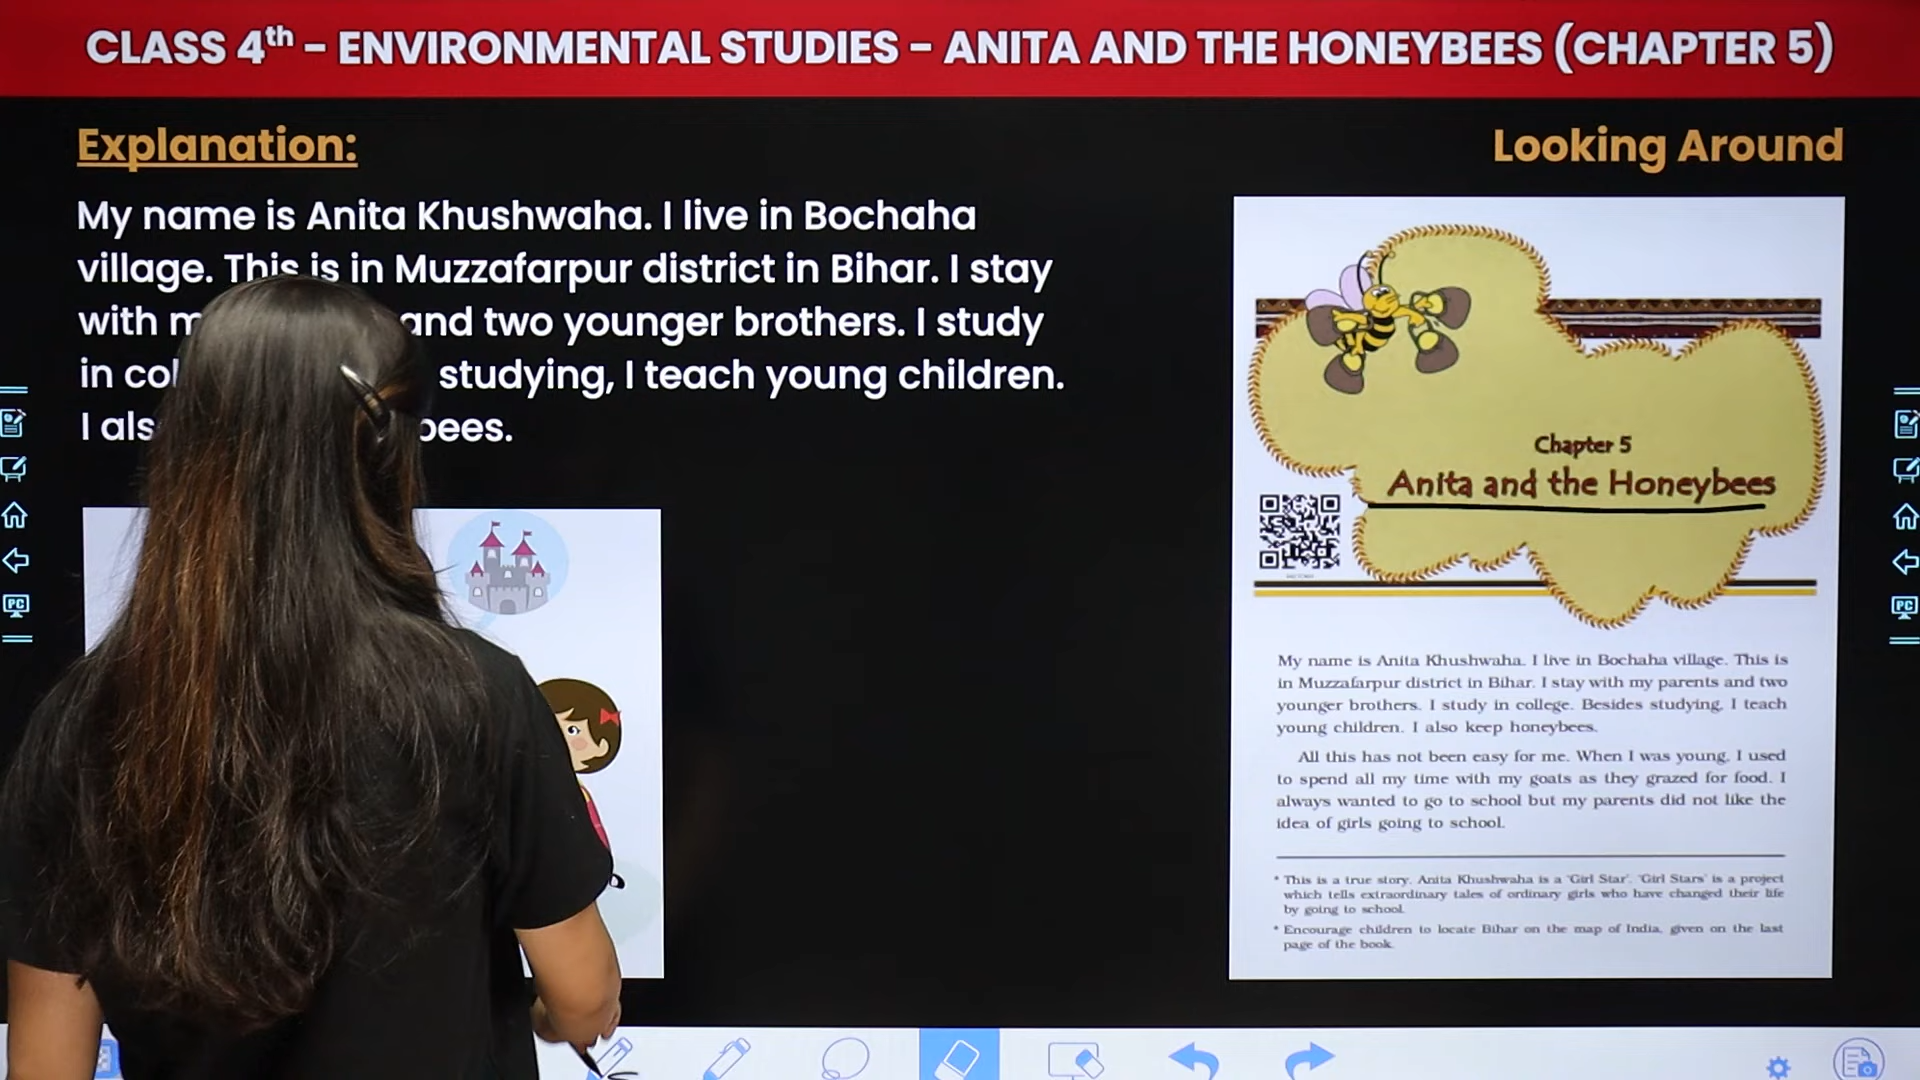 CLASS 4th – ENVIRONMENTAL STUDIES – ANITA AND THE HONEYBEES (CHAPTER 5)
Explanation:
My name is Anita Khushwaha. I live in Bochaha
village. This is in Muzzafarpur district in Bihar. I stay
with and two younger brothers. I study
in studying, I teach young children.
I bees.
Looking Around
Chapter 5
Anita and the Honeybees
My name is Anita Khushwaha. I live in Bochaha village. This is
in Muzzafarpur district in Bihar. I stay with my parents and two
younger brothers. I study in college. Besides studying, I teach
young children. I also keep honeybees.
All this has not been easy for me. When I was young, I used
to spend all my time with my goats as they grazed for food. I
always wanted to go to school but my parents did not like the
idea of girls going to school.
* This is a true story. Anita Khushwaha is a 'Girl Star'. 'Girl Stars' is a project
which tells extraordinary tales of ordinary girls who have changed their life
by going to school.
* Encourage children to locate Bihar on the map of India, given on the last
page of the book.
PC
PC